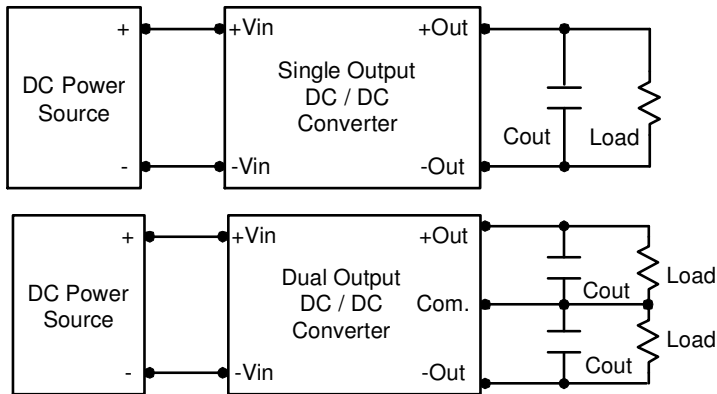 +
+Vin
+Out
DC Power
Source
Single Output
DC / DC
Converter
Cout
Load
-
-Vin
-Out
+
+Vin
+Out
DC Power
Source
Dual Output
DC / DC
Converter
Com.
Cout
Load
Cout
Load
-
-Vin
-Out